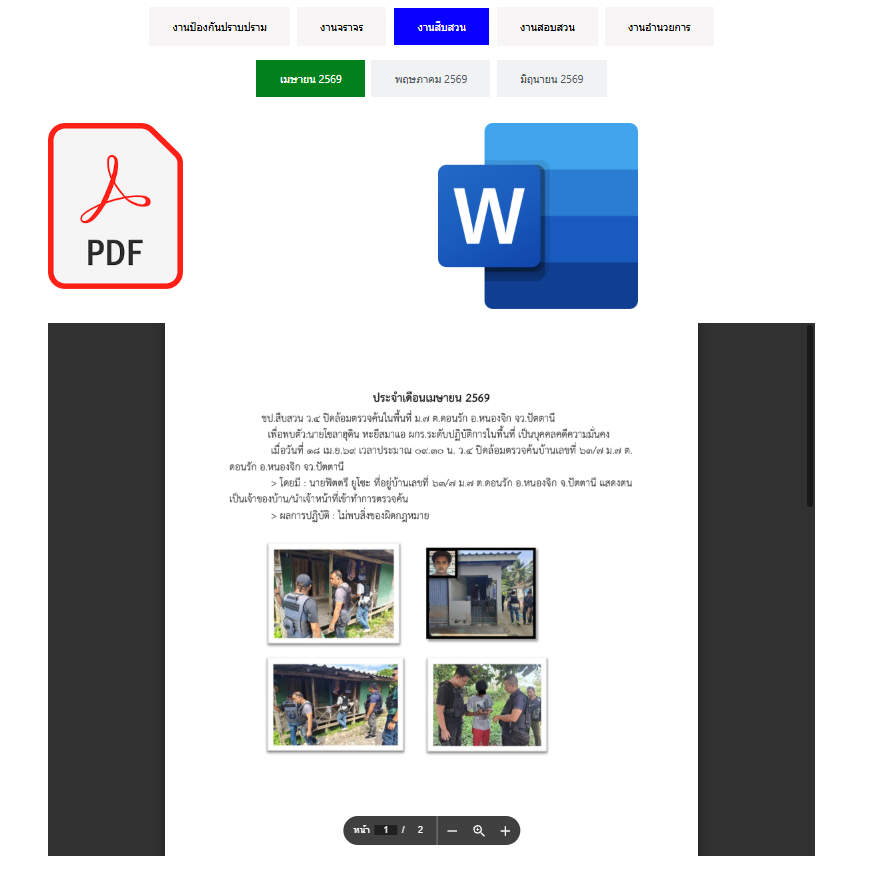 งานป้องกันปราบปราม
งานจราจร
งานสืบสวน
งานสอบสวน
งานอำนวยการ
เมษายน 2569
พฤษภาคม 2569
มิถุนายน 2569
PDF
W
ประจำเดือนเมษายน 2569
ชป.สืบสวน ว.๔ ปิดล้อมตรวจค้นในพื้นที่ ม.๗ ต.ดอนรัก อ.หนองจิก จว.ปัตตานี
เพื่อพบตัว:นายโซลาฮุดิน หะยีสมาแอ ผกร.ระดับปฏิบัติการในพื้นที่ เป็นบุคคลคดีความมั่นคง
เมื่อวันที่ ๑๘ เม.ย.๖๙ เวลาประมาณ ๐๙.๓๐ น. ว.๔ ปิดล้อมตรวจค้นบ้านเลขที่ ๖๓/๗ ม.๗ ต.
ดอนรัก อ.หนองจิก จว.ปัตตานี
> โดยมี : นายฟิตตรี ยูโซะ ที่อยู่บ้านเลขที่ ๖๓/๗ ม.๗ ต.ดอนรัก อ.หนองจิก จ.ปัตตานี แสดงตน
เป็นเจ้าของบ้าน/นำเจ้าหน้าที่เข้าทำการตรวจค้น
> ผลการปฏิบัติ : ไม่พบสิ่งของผิดกฎหมาย
หน้า 1 / 2